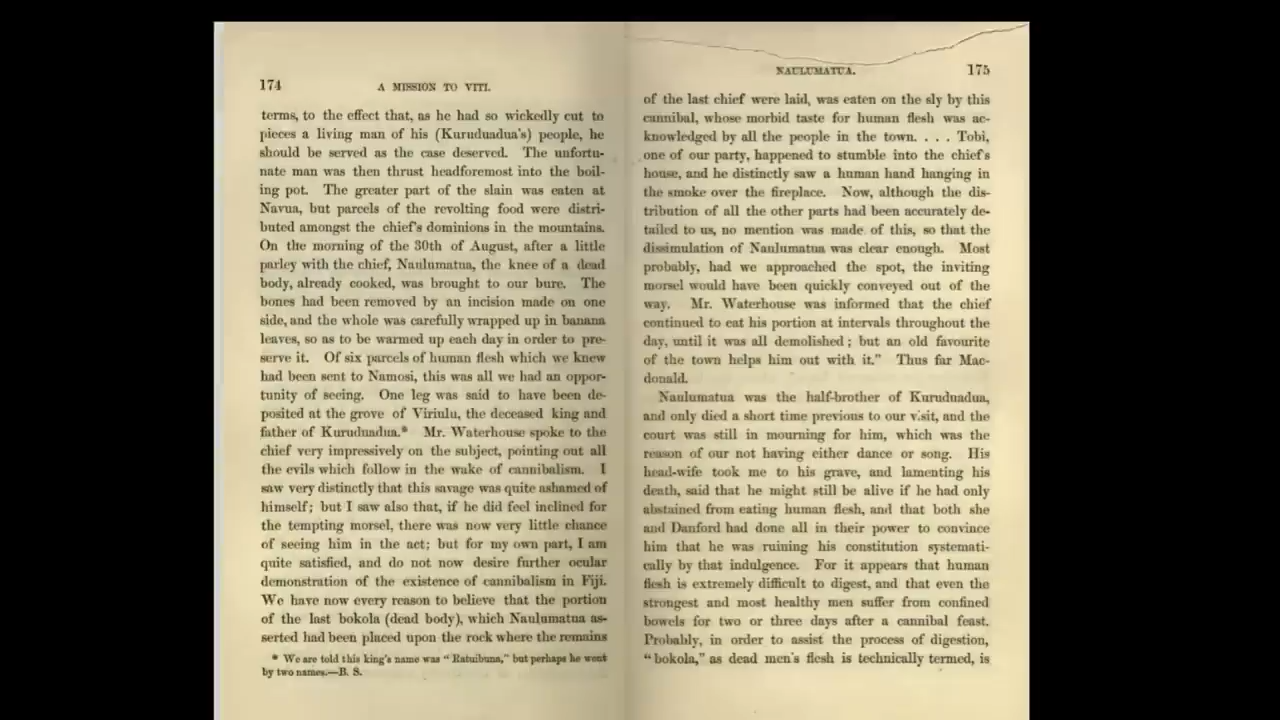 174
A MISSION TO VITI.
terms, to the effect that, as he had so wickedly cut to
pieces a living man of his (Kuruduadua's) people, he
should be served as the case deserved. The unfortu-
nate man was then thrust headforemost into the boil-
ing pot. The greater part of the slain was eaten at
Navua, but parcels of the revolting food were distri-
buted amongst the chief's dominions in the mountains.
On the morning of the 30th of August, after a little
parley with the chief, Naulumatua, the knee of a dead
body, already cooked, was brought to our bure. The
bones had been removed by an incision made on one
side, and the whole was carefully wrapped up in banana
leaves, so as to be warmed up each day in order to pre-
serve it. Of six parcels of human flesh which we knew
had been sent to Namosi, this was all we had an oppor-
tunity of seeing. One leg was said to have been de-
posited at the grove of Viriulu, the deceased king and
father of Kuruduadua.* Mr. Waterhouse spoke to the
chief very impressively on the subject, pointing out all
the evils which follow in the wake of cannibalism. I
saw very distinctly that this savage was quite ashamed of
himself; but I saw also that, if he did feel inclined for
the tempting morsel, there was now very little chance
of seeing him in the act; but for my own part, I am
quite satisfied, and do not now desire further ocular
demonstration of the existence of cannibalism in Fiji.
We have now every reason to believe that the portion
of the last bokola (dead body), which Naulumatua as-
serted had been placed upon the rock where the remains
* We are told this king's name was "Ratuibuna," but perhaps he went
by two names.—B. S.
NAULUMATUA.
175
of the last chief were laid, was eaten on the sly by this
cannibal, whose morbid taste for human flesh was ac-
knowledged by all the people in the town. . . . Tobi,
one of our party, happened to stumble into the chief's
house, and he distinctly saw a human hand hanging in
the smoke over the fireplace. Now, although the dis-
tribution of all the other parts had been accurately de-
tailed to us, no mention was made of this, so that the
dissimulation of Naulumatua was clear enough. Most
probably, had we approached the spot, the inviting
morsel would have been quickly conveyed out of the
way. Mr. Waterhouse was informed that the chief
continued to eat his portion at intervals throughout the
day, until it was all demolished; but an old favourite
of the town helps him out with it." Thus far Mac-
donald.
Naulumatua was the half-brother of Kuruduadua,
and only died a short time previous to our visit, and the
court was still in mourning for him, which was the
reason of our not having either dance or song. His
head-wife took me to his grave, and lamenting his
death, said that he might still be alive if he had only
abstained from eating human flesh, and that both she
and Danford had done all in their power to convince
him that he was ruining his constitution systemati-
cally by that indulgence. For it appears that human
flesh is extremely difficult to digest, and that even the
strongest and most healthy men suffer from confined
bowels for two or three days after a cannibal feast.
Probably, in order to assist the process of digestion,
"bokola," as dead men's flesh is technically termed, is